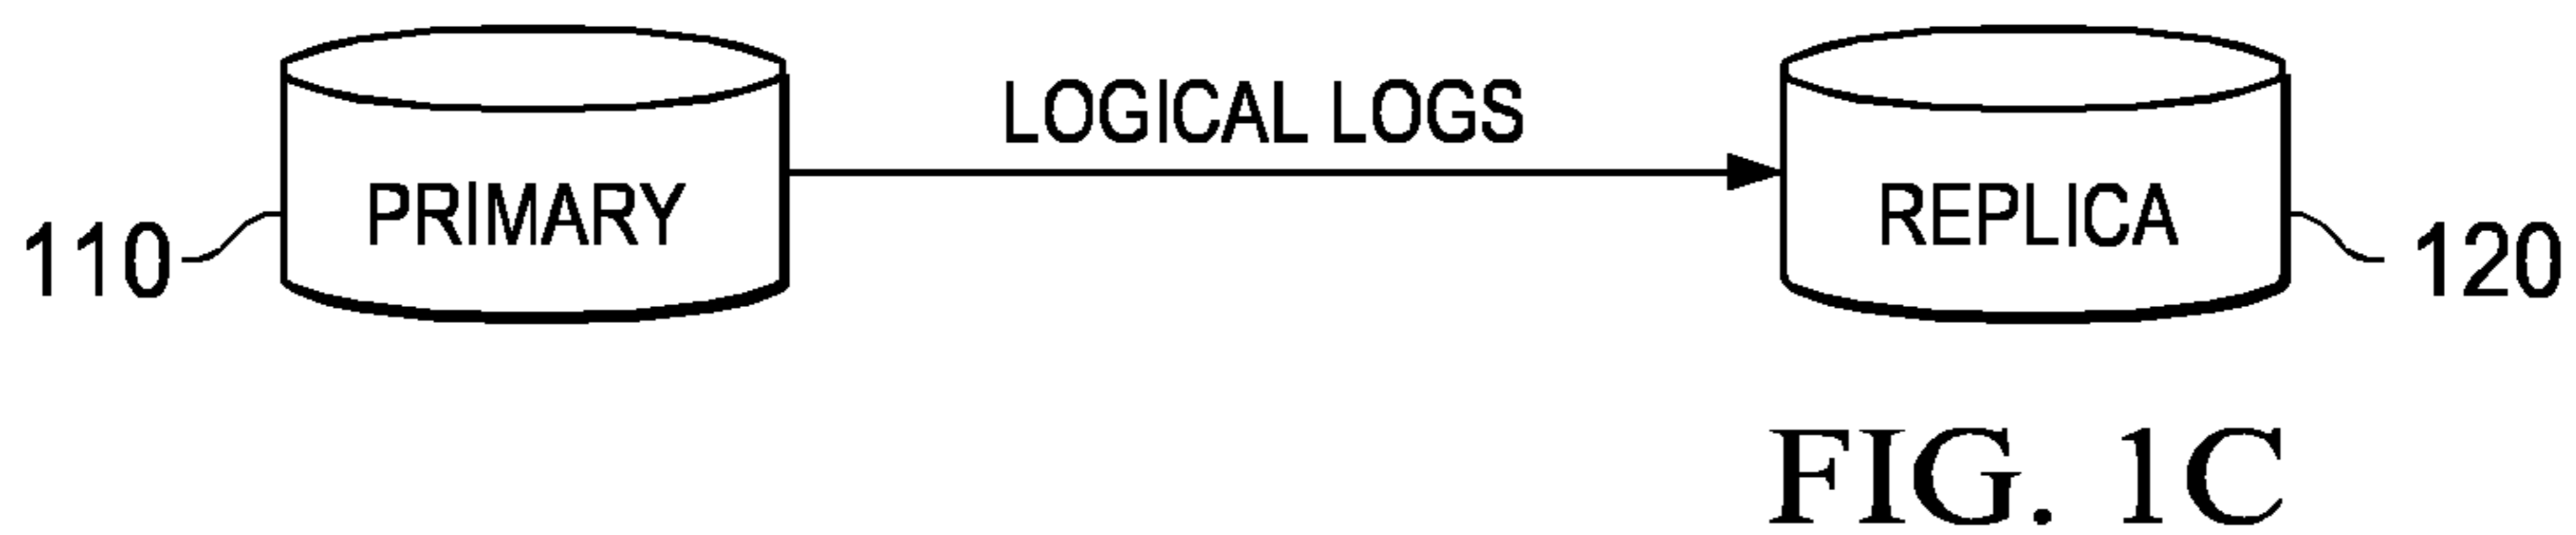 LOGICAL LOGS
PRIMARY
REPLICA
110
120
FIG. 1C